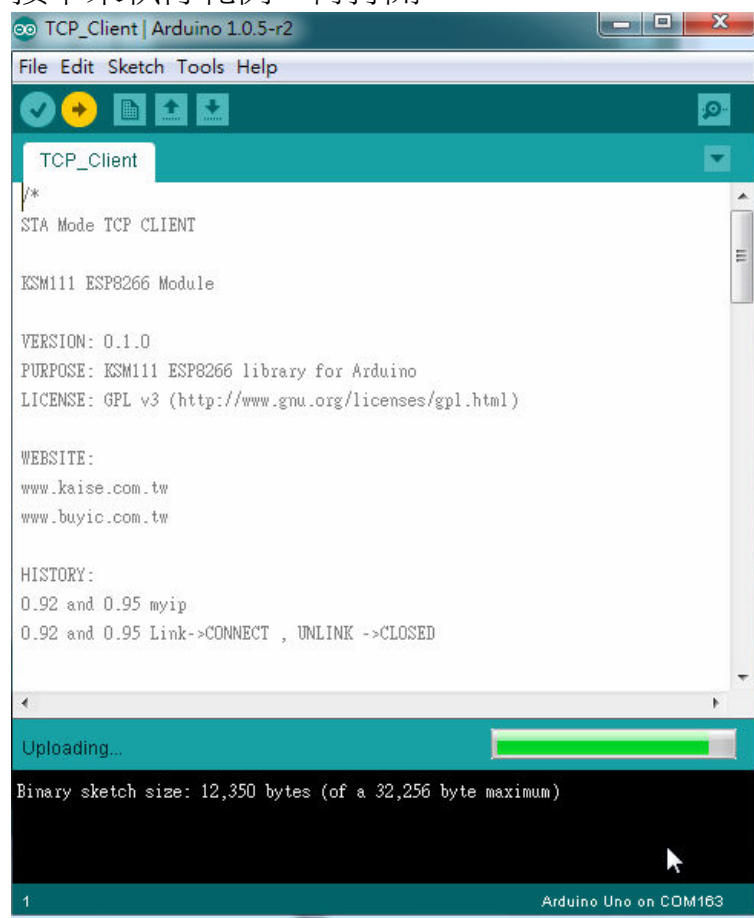 TCP_Client | Arduino 1.0.5-r2
File Edit Sketch Tools Help
TCP_Client
/*
STA Mode TCP CLIENT
KSM111 ESP8266 Module
VERSION: 0.1.0
PURPOSE: KSM111 ESP8266 library for Arduino
LICENSE: GPL v3 (http://www.gnu.org/licenses/gpl.html)
WEBSITE:
www.kaise.com.tw
www.buyic.com.tw
HISTORY:
0.92 and 0.95 myip
0.92 and 0.95 Link->CONNECT , UNLINK ->CLOSED
Uploading...
Binary sketch size: 12,350 bytes (of a 32,256 byte maximum)
1
Arduino Uno on COM163